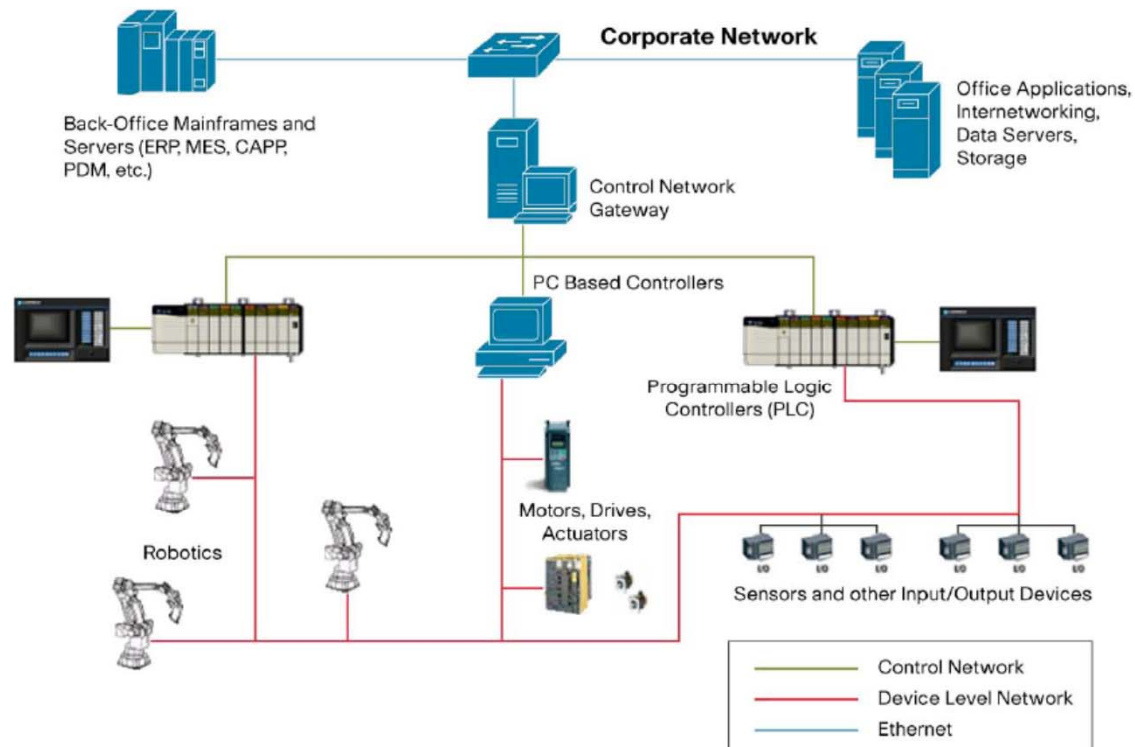 Corporate Network
Back-Office Mainframes and
Servers (ERP, MES, CAPP,
PDM, etc.)
Office Applications,
Internetworking,
Data Servers,
Storage
Control Network
Gateway
PC Based Controllers
Programmable Logic
Controllers (PLC)
Motors, Drives,
Actuators
Robotics
I/O
I/O
I/O
I/O
I/O
I/O
Sensors and other Input/Output Devices
Control Network
Device Level Network
Ethernet